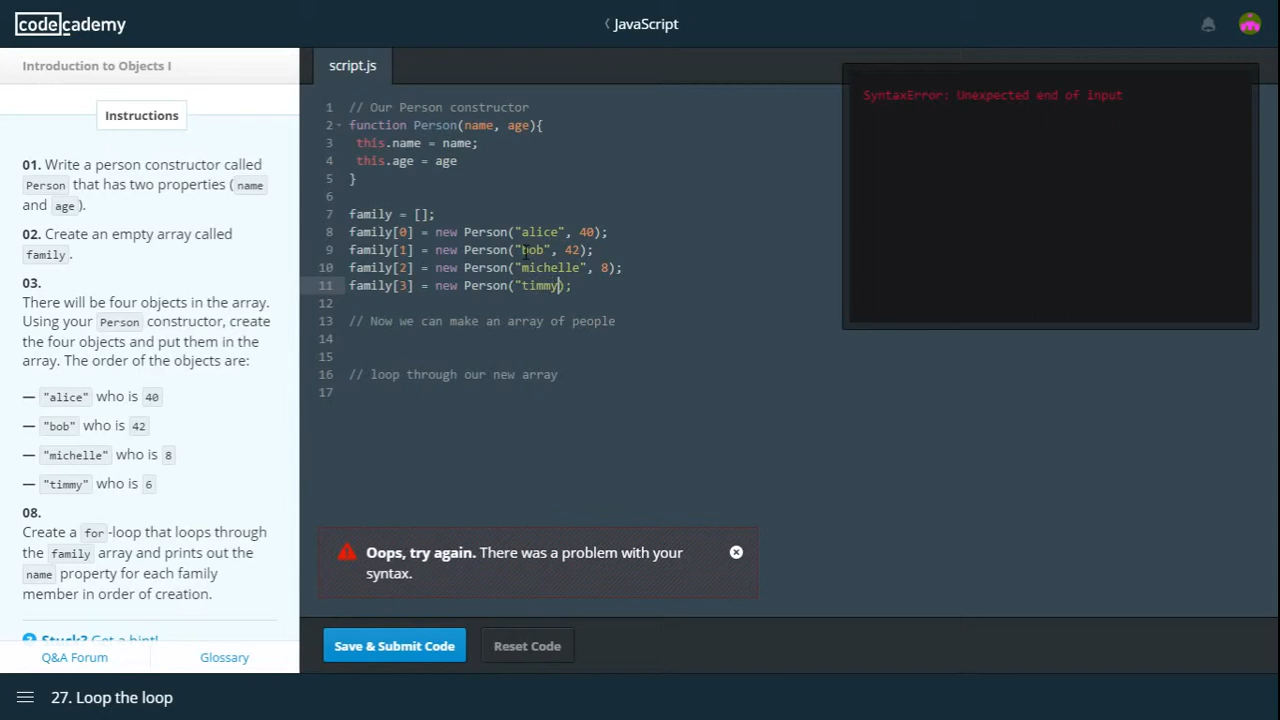 codecademy
JavaScript
Introduction to Objects I
Instructions
01. Write a person constructor called
Person that has two properties ( name
and age ).
02. Create an empty array called
family .
03.
There will be four objects in the array.
Using your Person constructor, create
the four objects and put them in the
array. The order of the objects are:
— "alice" who is 40
— "bob" who is 42
— "michelle" who is 8
— "timmy" who is 6
08.
Create a for -loop that loops through
the family array and prints out the
name property for each family
member in order of creation.
Stuck? Get a hint!
Q&A Forum
Glossary
script.js
1 // Our Person constructor
2 function Person(name, age){
3 this.name = name;
4 this.age = age
5 }
6
7 family = [];
8 family[0] = new Person("alice", 40);
9 family[1] = new Person("bob", 42);
10 family[2] = new Person("michelle", 8);
11 family[3] = new Person("timmy);
12
13 // Now we can make an array of people
14
15
16 // loop through our new array
17
SyntaxError: Unexpected end of input
Oops, try again. There was a problem with your
syntax.
Save & Submit Code
Reset Code
27. Loop the loop